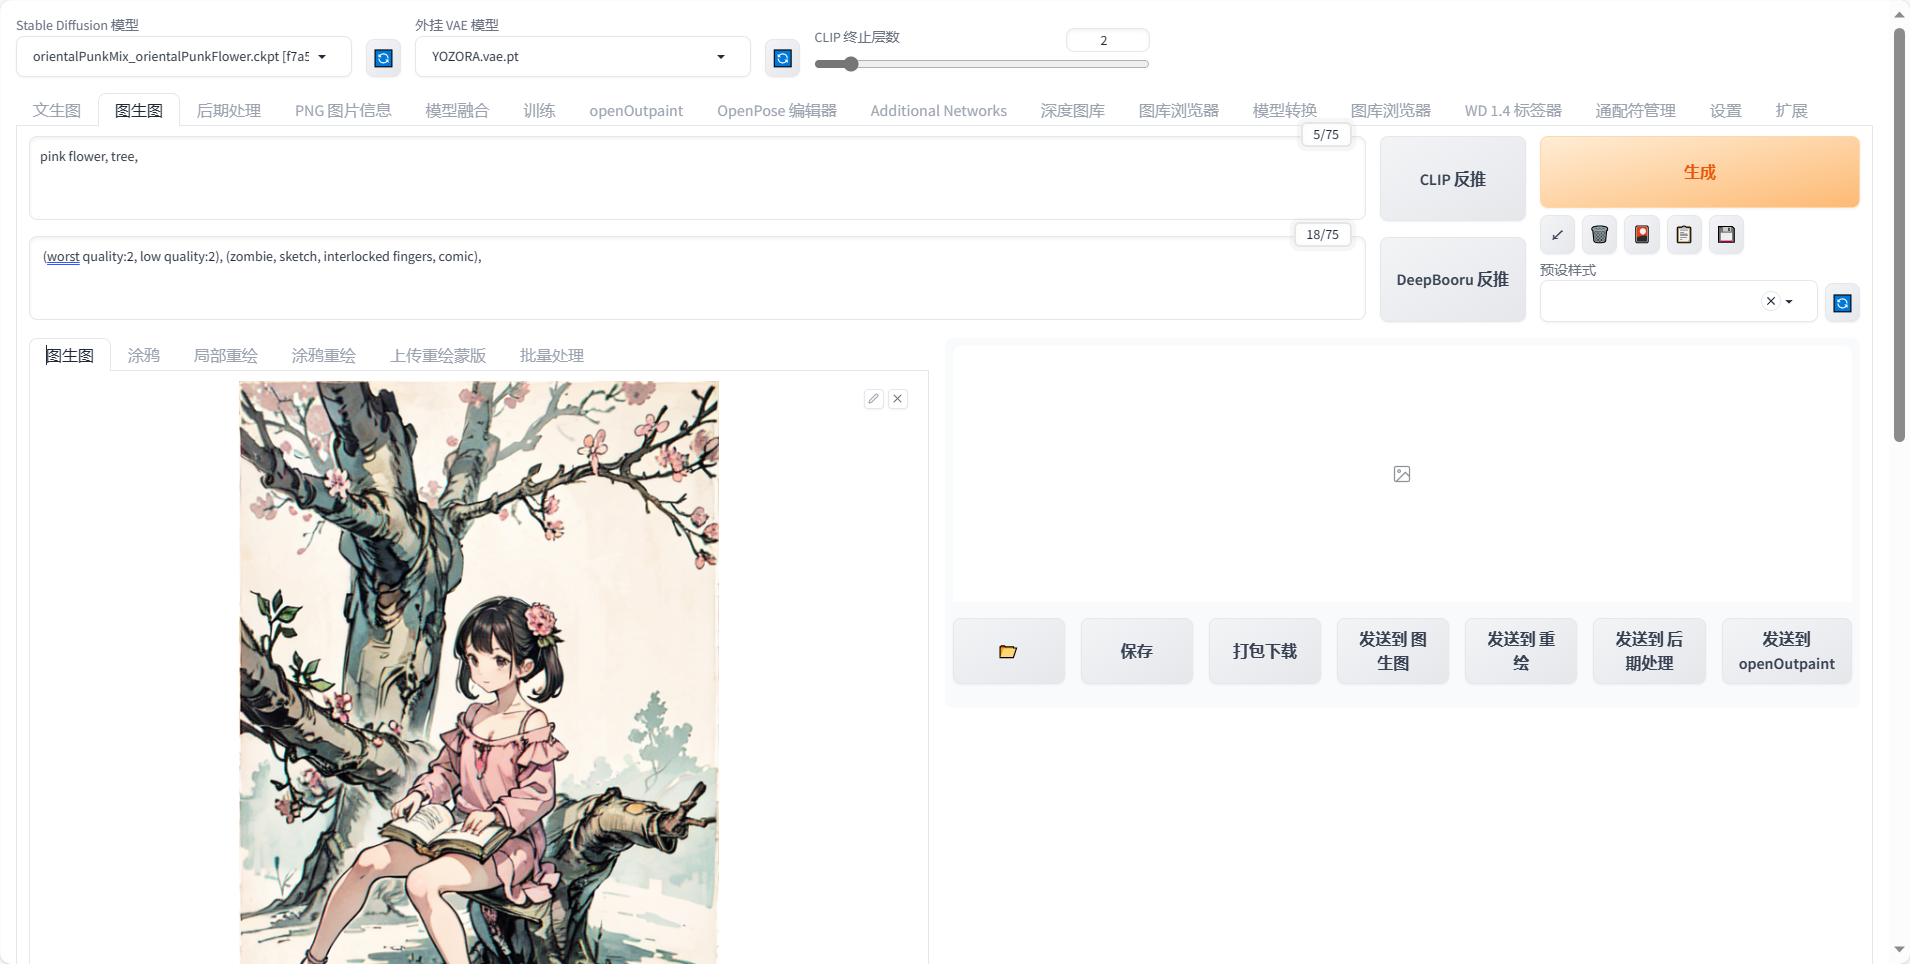 Stable Diffusion 模型
外挂 VAE 模型
CLIP 终止层数
2
orientalPunkMix_orientalPunkFlower.ckpt [f7a5
YOZORA.vae.pt
文生图
图生图
后期处理
PNG 图片信息
模型融合
训练
openOutpaint
OpenPose 编辑器
Additional Networks
深度图库
图库浏览器
模型转换
图库浏览器
WD 1.4 标签器
通配符管理
设置
扩展
5/75
pink flower, tree,
CLIP 反推
生成
18/75
(worst quality:2, low quality:2), (zombie, sketch, interlocked fingers, comic),
DeepBooru 反推
预设样式
图生图
涂鸦
局部重绘
涂鸦重绘
上传重绘蒙版
批量处理
保存
打包下载
发送到 图
生图
发送到 重
绘
发送到 后
期处理
发送到
openOutpaint